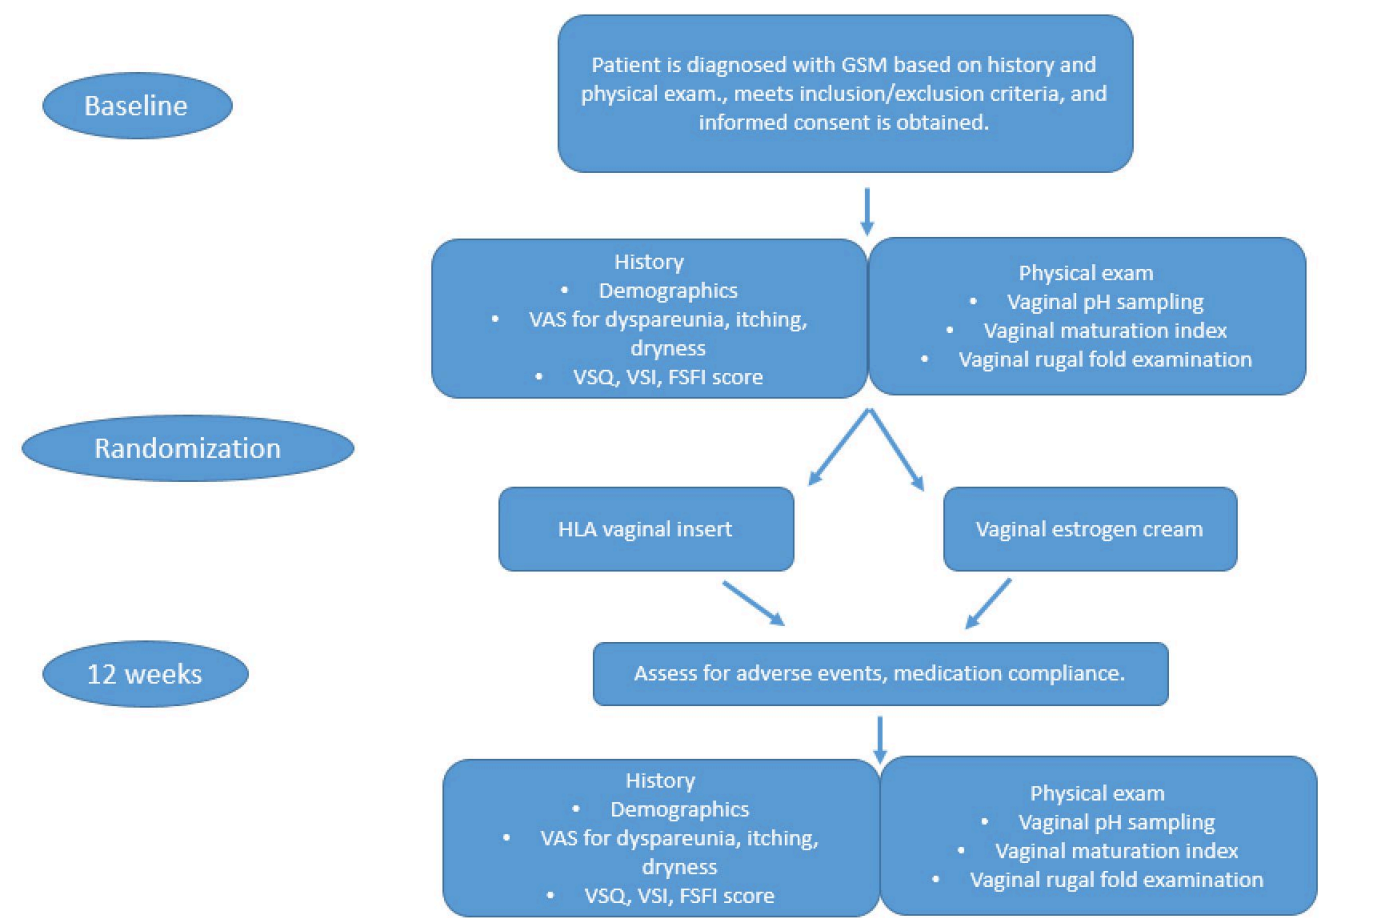 Baseline
Patient is diagnosed with GSM based on history and
physical exam., meets inclusion/exclusion criteria, and
informed consent is obtained.
History
• Demographics
• VAS for dyspareunia, itching,
dryness
• VSQ, VSI, FSFI score
Physical exam
• Vaginal pH sampling
• Vaginal maturation index
• Vaginal rugal fold examination
Randomization
HLA vaginal insert
Vaginal estrogen cream
12 weeks
Assess for adverse events, medication compliance.
History
• Demographics
• VAS for dyspareunia, itching,
dryness
• VSQ, VSI, FSFI score
Physical exam
• Vaginal pH sampling
• Vaginal maturation index
• Vaginal rugal fold examination